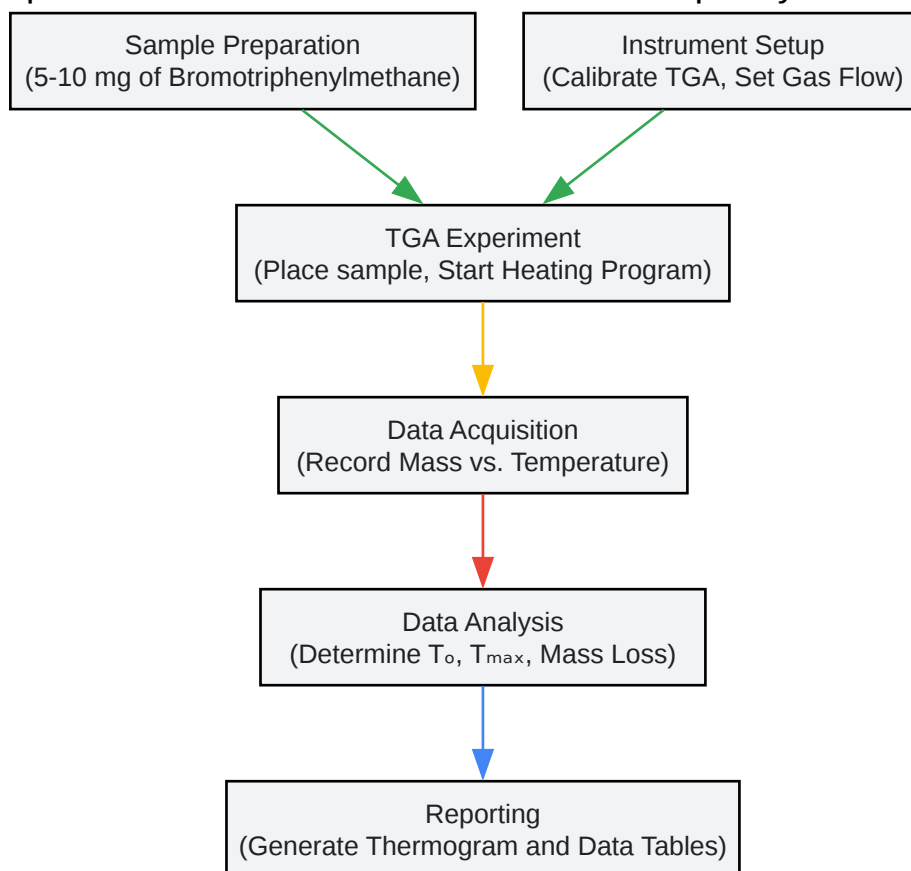 Sample Preparation
(5-10 mg of Bromotriphenylmethane)
Instrument Setup
(Calibrate TGA, Set Gas Flow)
TGA Experiment
(Place sample, Start Heating Program)
Data Acquisition
(Record Mass vs. Temperature)
Data Analysis
(Determine Tₒ, Tₘₐₓ, Mass Loss)
Reporting
(Generate Thermogram and Data Tables)